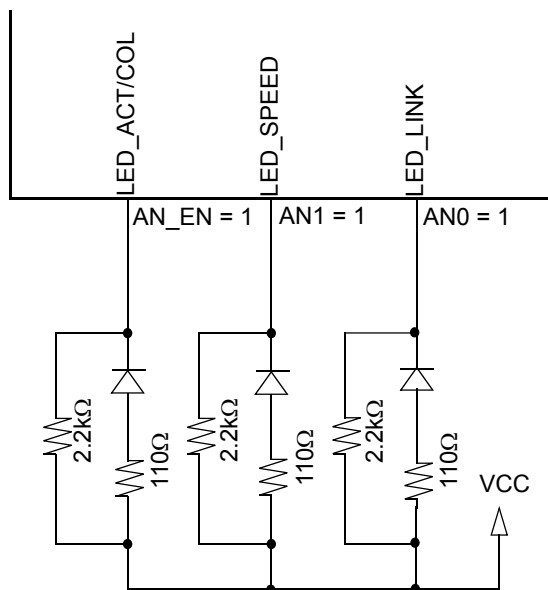 LED_ACT/COL
LED_SPEED
LED_LINK
AN_EN = 1
AN1 = 1
AN0 = 1
2.2kΩ
110Ω
2.2kΩ
110Ω
2.2kΩ
110Ω
VCC